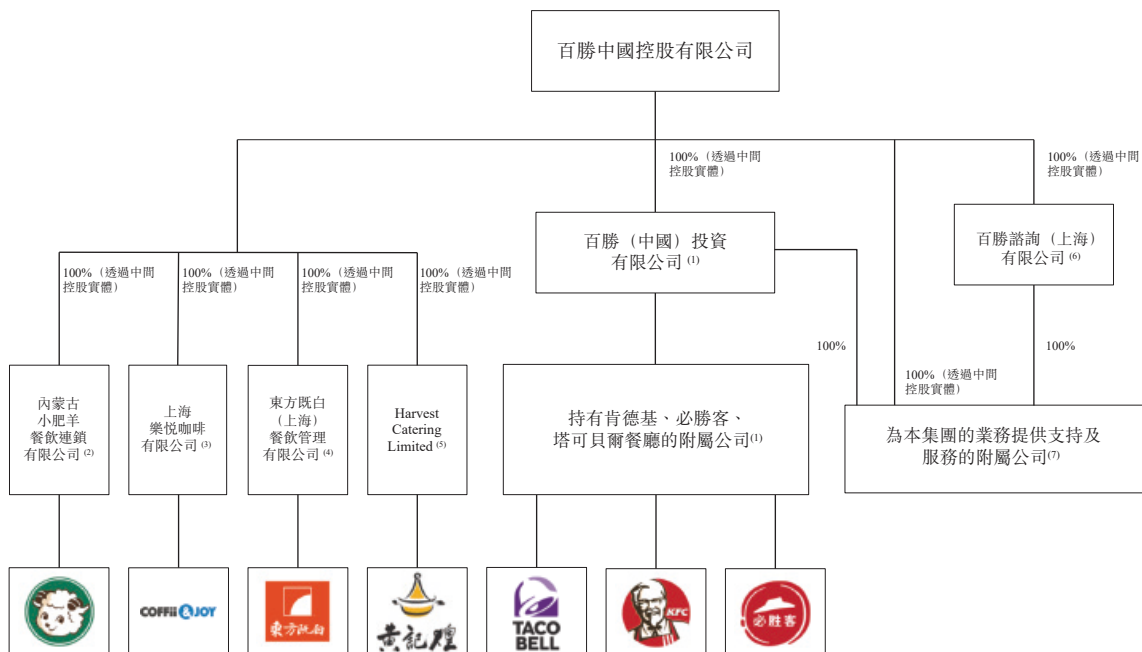 百勝中國控股有限公司
100%（透過中間
控股實體）
100%（透過中間
控股實體）
百勝（中國）投資
有限公司 (1)
百勝諮詢（上海）
有限公司 (6)
100%（透過中間
控股實體）
100%（透過中間
控股實體）
100%（透過中間
控股實體）
100%（透過中間
控股實體）
100%
100%
100%（透過中間
控股實體）
內蒙古
小肥羊
餐飲連鎖
有限公司 (2)
上海
樂悦咖啡
有限公司 (3)
東方既白
（上海）
餐飲管理
有限公司 (4)
Harvest
Catering
Limited (5)
持有肯德基、必勝客、
塔可貝爾餐廳的附屬公司(1)
為本集團的業務提供支持及
服務的附屬公司(7)
COFFii &JOY
東方既白
黃記煌
TACO
BELL
KFC
必胜客